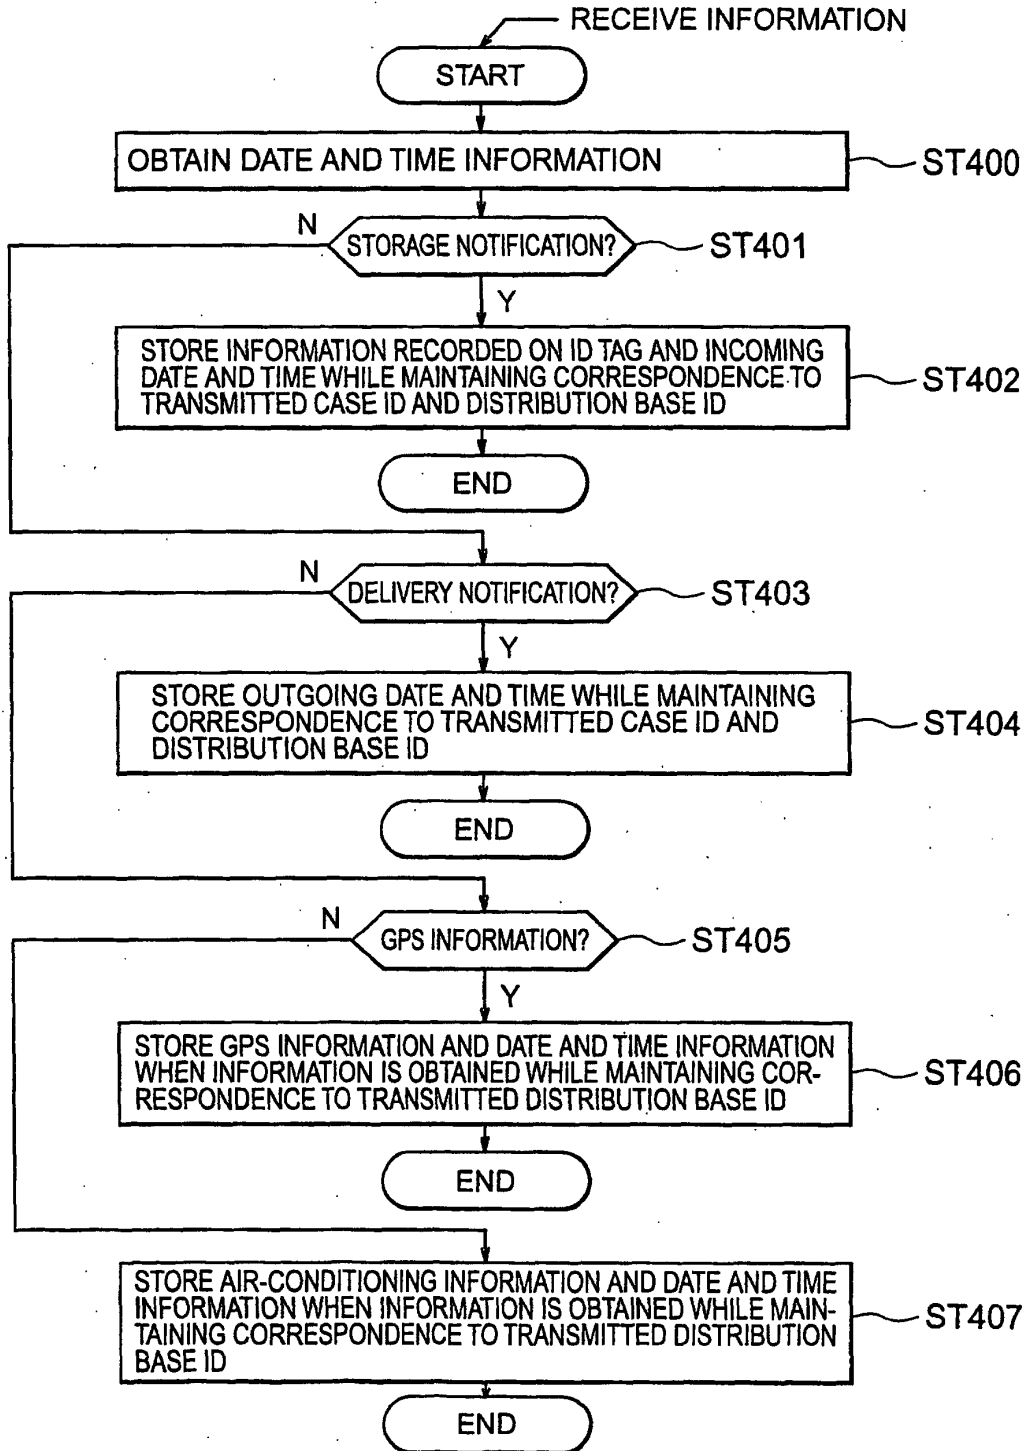 RECEIVE INFORMATION
START
OBTAIN DATE AND TIME INFORMATION
ST400
N
STORAGE NOTIFICATION?
ST401
Y
STORE INFORMATION RECORDED ON ID TAG AND INCOMING
DATE AND TIME WHILE MAINTAINING CORRESPONDENCE TO
TRANSMITTED CASE ID AND DISTRIBUTION BASE ID
ST402
END
N
DELIVERY NOTIFICATION?
ST403
Y
STORE OUTGOING DATE AND TIME WHILE MAINTAINING
CORRESPONDENCE TO TRANSMITTED CASE ID AND
DISTRIBUTION BASE ID
ST404
END
N
GPS INFORMATION?
ST405
Y
STORE GPS INFORMATION AND DATE AND TIME INFORMATION
WHEN INFORMATION IS OBTAINED WHILE MAINTAINING COR-
RESPONDENCE TO TRANSMITTED DISTRIBUTION BASE ID
ST406
END
STORE AIR-CONDITIONING INFORMATION AND DATE AND TIME
INFORMATION WHEN INFORMATION IS OBTAINED WHILE MAIN-
TAINING CORRESPONDENCE TO TRANSMITTED DISTRIBUTION
BASE ID
ST407
END